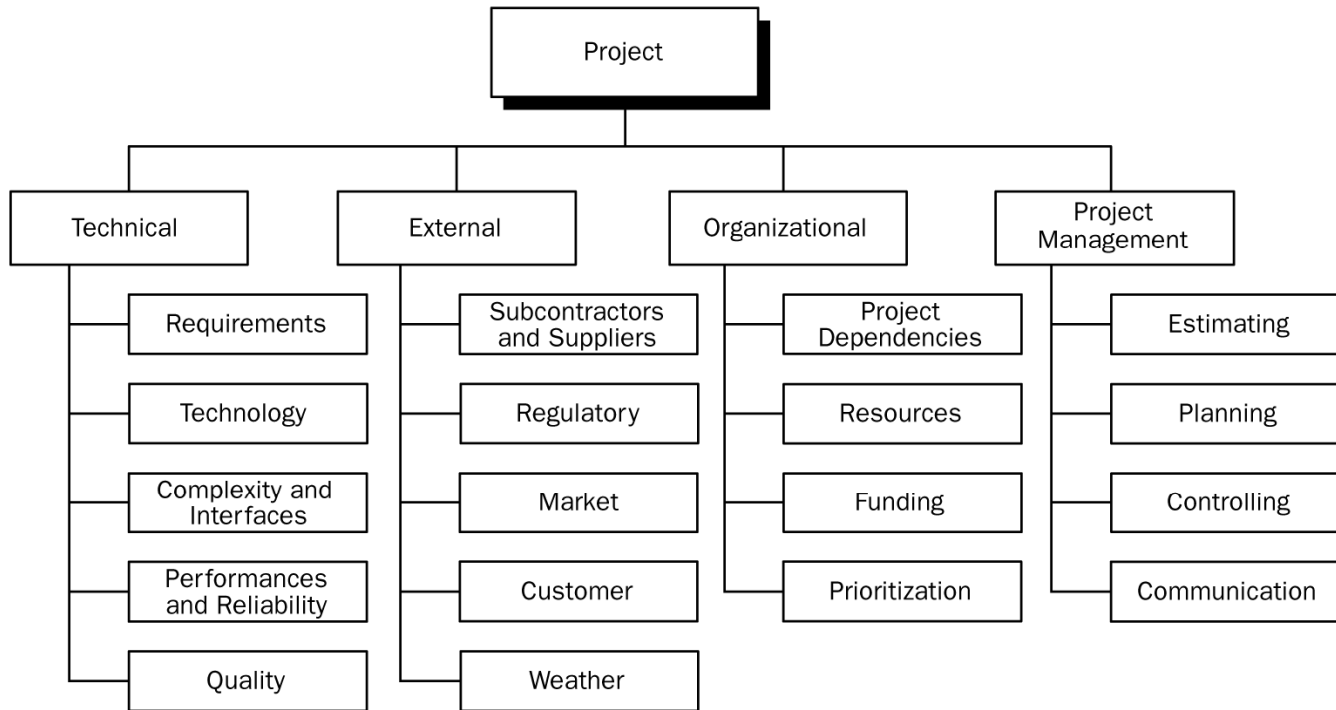 Project
Technical
External
Organizational
Project
Management
Requirements
Technology
Complexity and
Interfaces
Performances
and Reliability
Quality
Subcontractors
and Suppliers
Regulatory
Market
Customer
Weather
Project
Dependencies
Resources
Funding
Prioritization
Estimating
Planning
Controlling
Communication